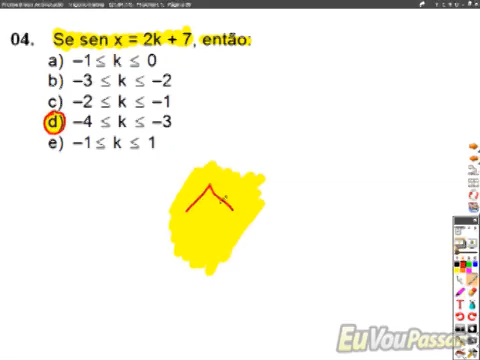 04. Se sen x = 2k + 7, então:
a) −1 ≤ k ≤ 0
b) −3 ≤ k ≤ −2
c) −2 ≤ k ≤ −1
d) −4 ≤ k ≤ −3
e) −1 ≤ k ≤ 1
EuVouPassar